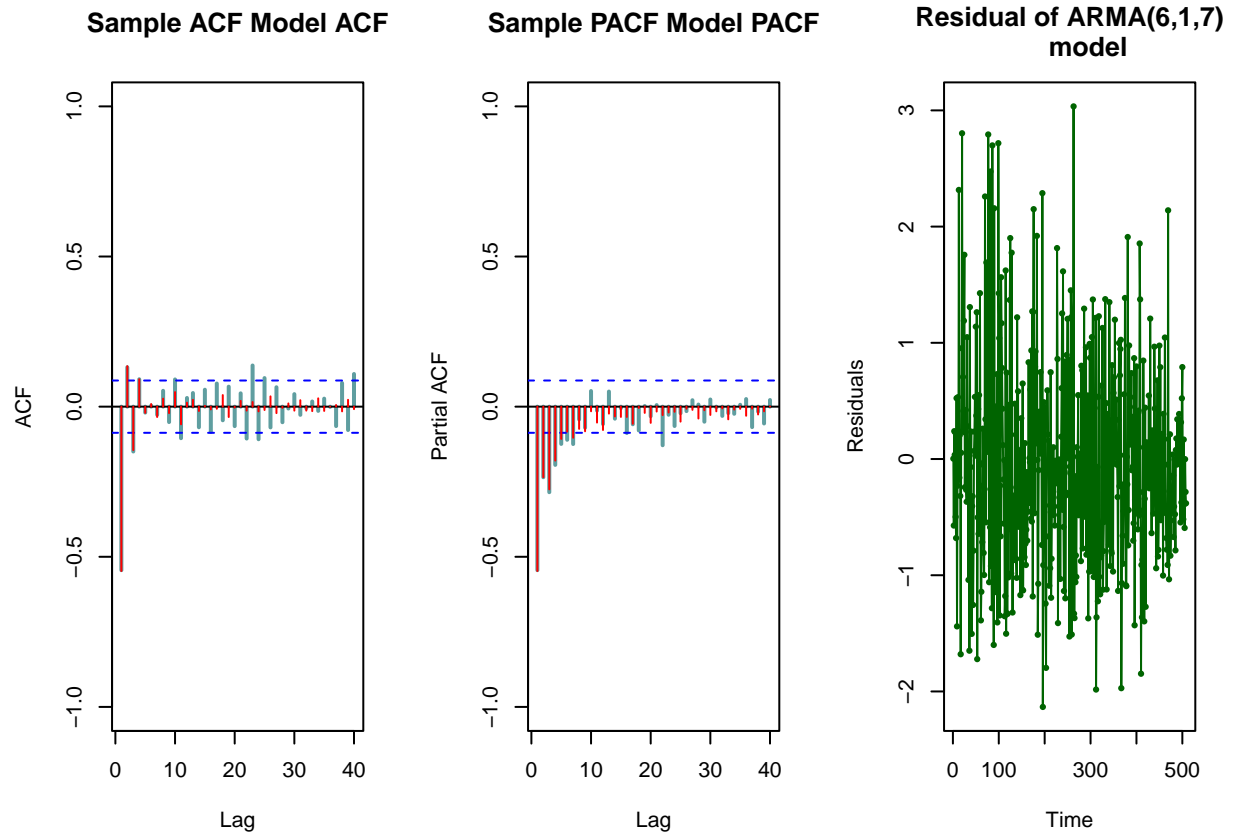 Sample ACF Model ACF
1.0
0.5
0.0
−0.5
−1.0
ACF
0 10 20 30 40
Lag
Sample PACF Model PACF
1.0
0.5
0.0
−0.5
−1.0
Partial ACF
0 10 20 30 40
Lag
Residual of ARMA(6,1,7)
model
3
2
1
0
−1
−2
Residuals
0 100 300 500
Time